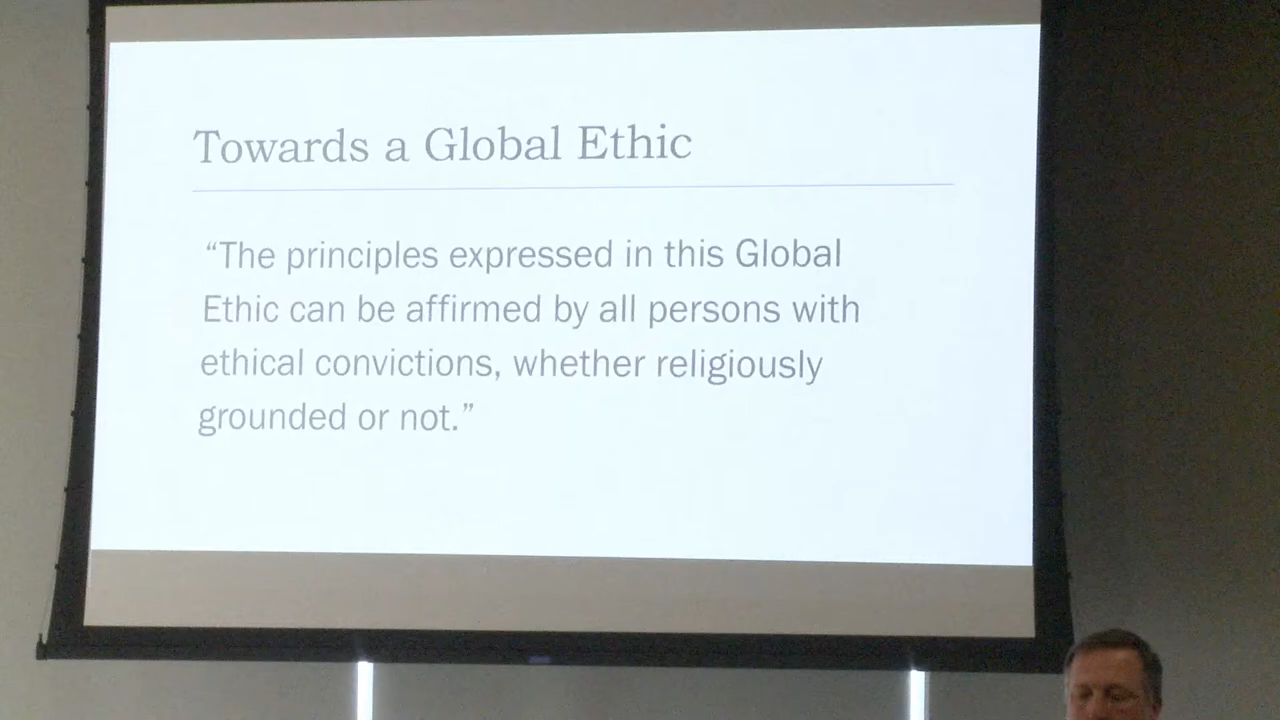 Towards a Global Ethic
“The principles expressed in this Global
Ethic can be affirmed by all persons with
ethical convictions, whether religiously
grounded or not.”